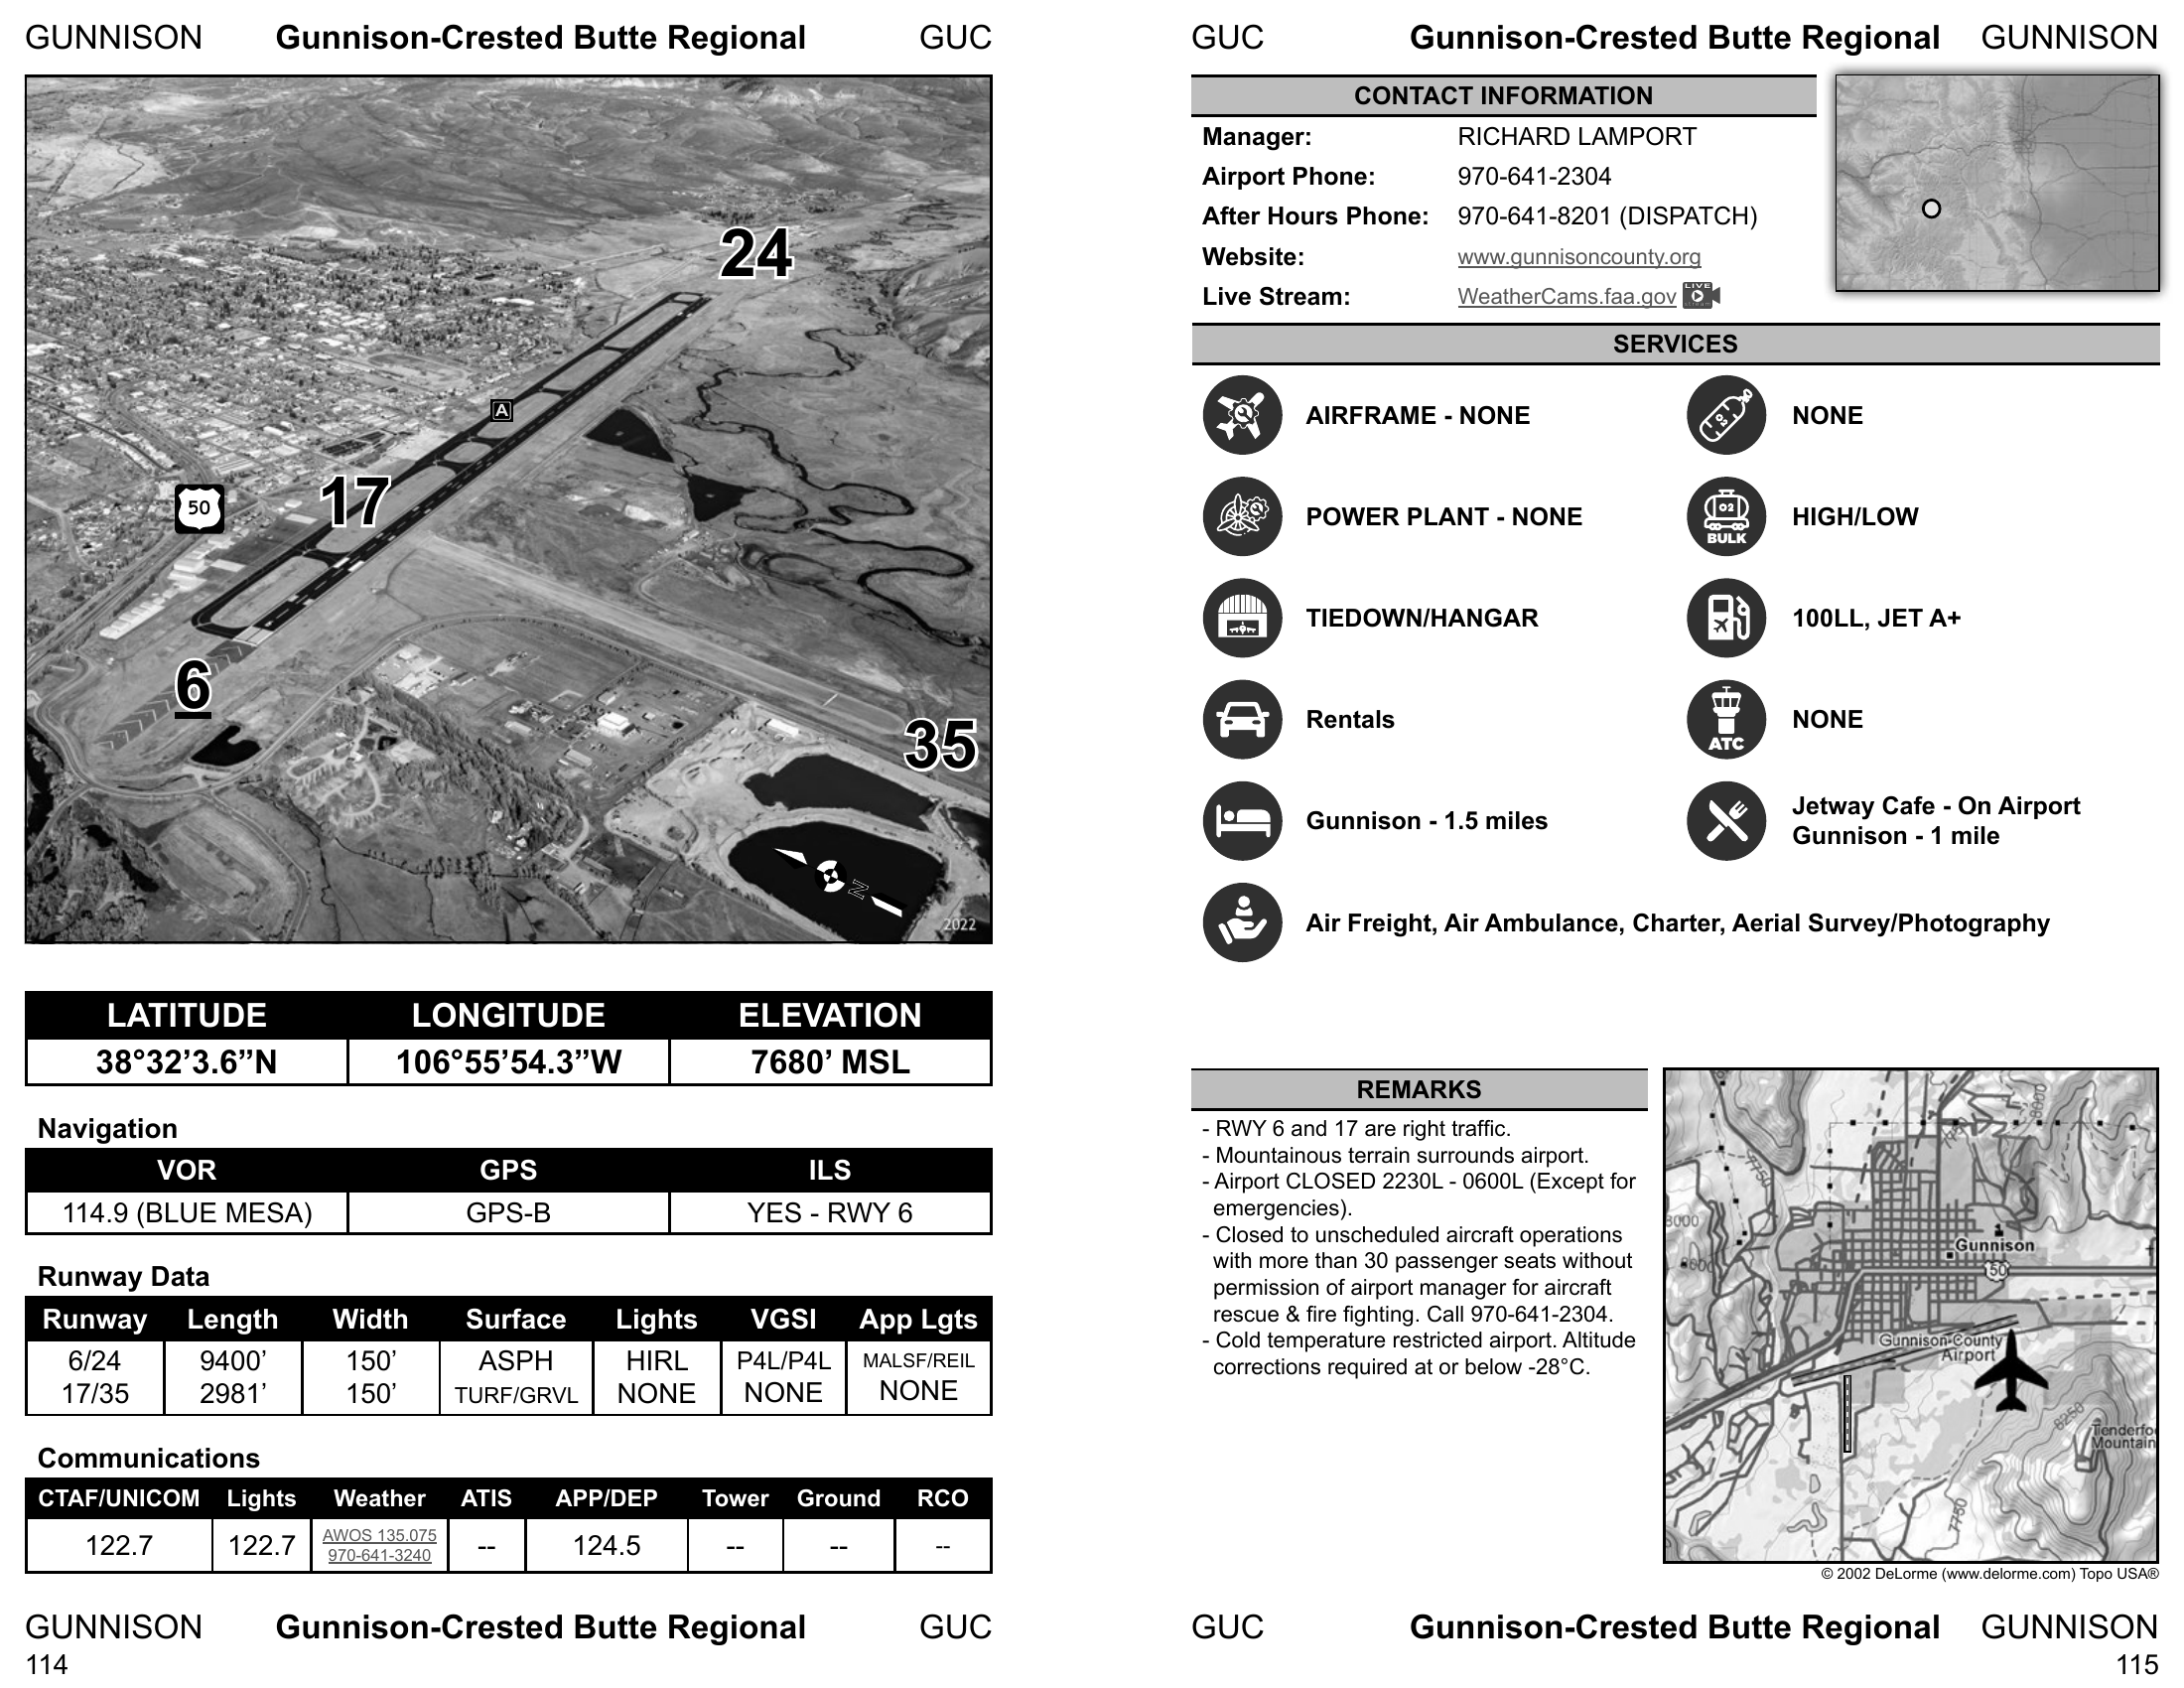 GUNNISON Gunnison-Crested Butte Regional GUC
24
A
17
50
6
35
N
2022
LATITUDE LONGITUDE ELEVATION
38°32’3.6”N 106°55’54.3”W 7680’ MSL
Navigation
VOR GPS ILS
114.9 (BLUE MESA) GPS-B YES - RWY 6
Runway Data
Runway Length Width Surface Lights VGSI App Lgts
6/24 9400’ 150’ ASPH HIRL P4L/P4L MALSF/REIL
17/35 2981’ 150’ TURF/GRVL NONE NONE NONE
Communications
CTAF/UNICOM Lights Weather ATIS APP/DEP Tower Ground RCO
122.7 122.7 AWOS 135.075 -- 124.5 -- -- --
970-641-3240
GUNNISON Gunnison-Crested Butte Regional GUC
114
GUC Gunnison-Crested Butte Regional GUNNISON
CONTACT INFORMATION
Manager: RICHARD LAMPORT
Airport Phone: 970-641-2304
After Hours Phone: 970-641-8201 (DISPATCH)
Website: www.gunnisoncounty.org
Live Stream: WeatherCams.faa.gov LIVE
SERVICES
AIRFRAME - NONE
O2 NONE
POWER PLANT - NONE
O2 BULK HIGH/LOW
TIEDOWN/HANGAR
100LL, JET A+
Rentals
ATC NONE
Gunnison - 1.5 miles
Jetway Cafe - On Airport
Gunnison - 1 mile
Air Freight, Air Ambulance, Charter, Aerial Survey/Photography
REMARKS
- RWY 6 and 17 are right traffic.
- Mountainous terrain surrounds airport.
- Airport CLOSED 2230L - 0600L (Except for
emergencies).
- Closed to unscheduled aircraft operations
with more than 30 passenger seats without
permission of airport manager for aircraft
rescue & fire fighting. Call 970-641-2304.
- Cold temperature restricted airport. Altitude
corrections required at or below -28°C.
8000
7750
8000
8600
Gunnison
50
Gunnison County
Airport
8250
Tenderfo
Mountain
7750
© 2002 DeLorme (www.delorme.com) Topo USA®
GUC Gunnison-Crested Butte Regional GUNNISON
115